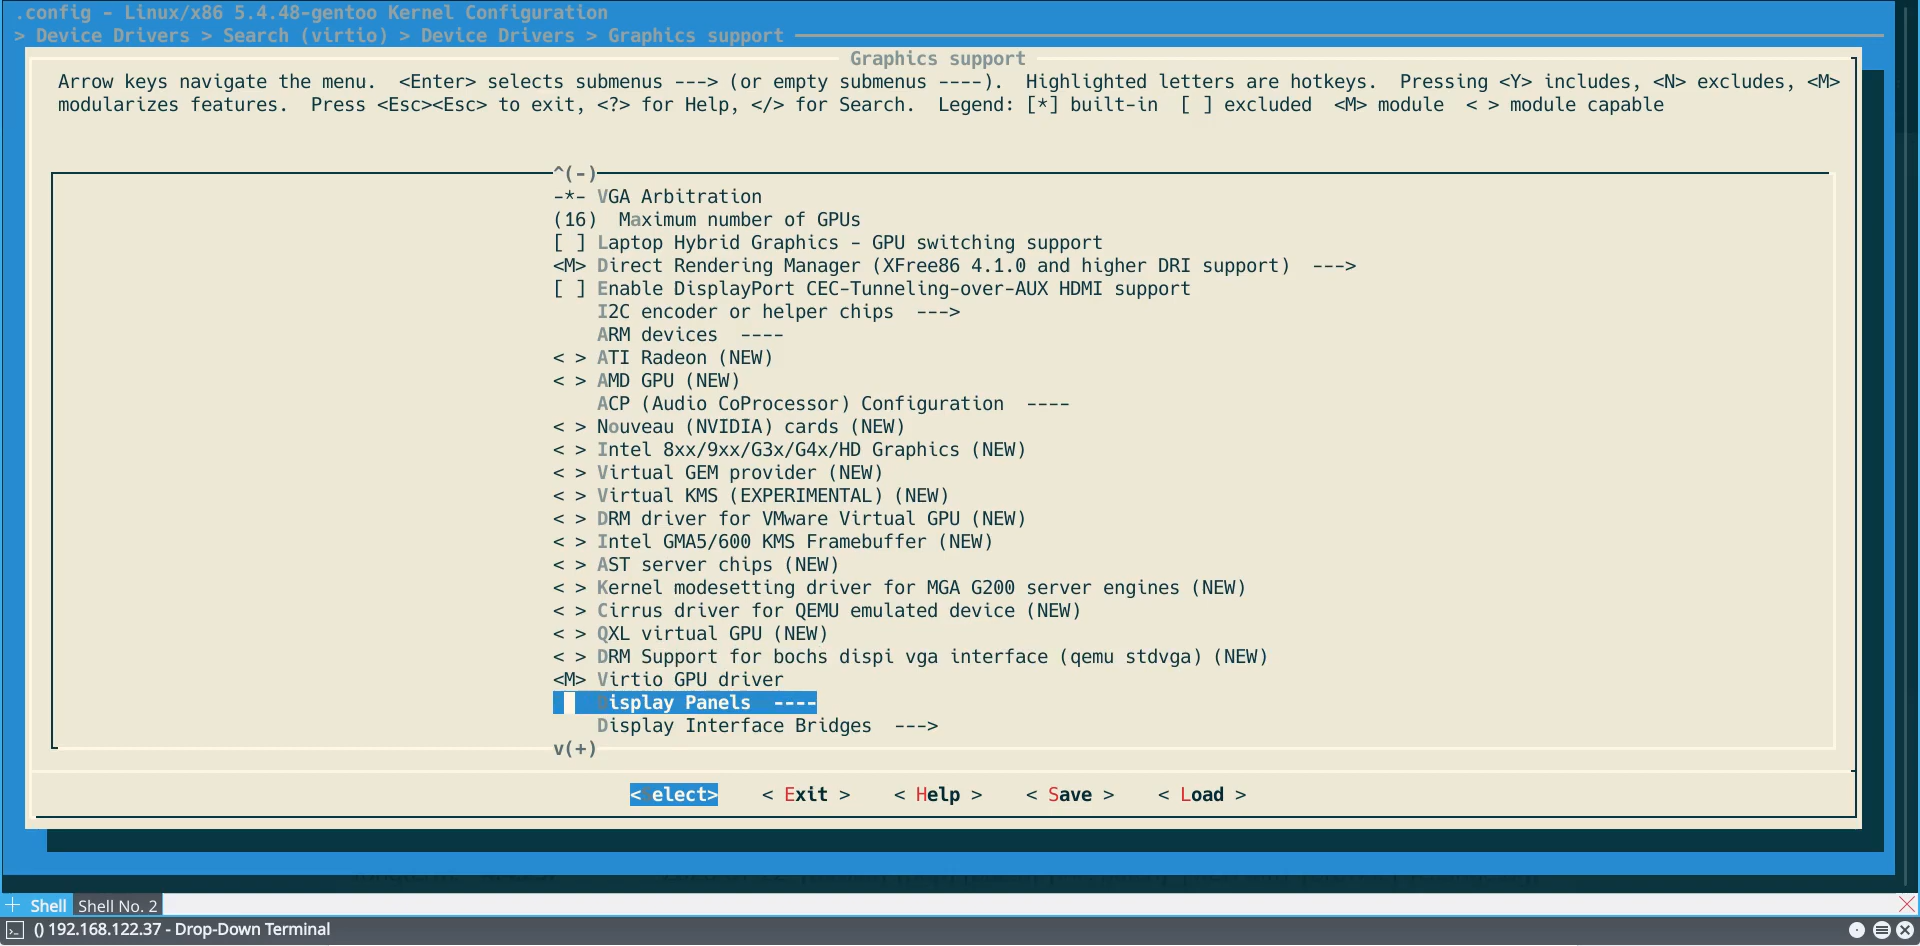 .config - Linux/x86 5.4.48-gentoo Kernel Configuration
> Device Drivers > Search (virtio) > Device Drivers > Graphics support
Graphics support
Arrow keys navigate the menu.  <Enter> selects submenus ---> (or empty submenus ----).  Highlighted letters are hotkeys.  Pressing <Y> includes, <N> excludes, <M>
modularizes features.  Press <Esc><Esc> to exit, <?> for Help, </> for Search.  Legend: [*] built-in  [ ] excluded  <M> module  < > module capable
^(-)
-*- VGA Arbitration
(16)  Maximum number of GPUs
[ ] Laptop Hybrid Graphics - GPU switching support
<M> Direct Rendering Manager (XFree86 4.1.0 and higher DRI support)  --->
[ ] Enable DisplayPort CEC-Tunneling-over-AUX HDMI support
I2C encoder or helper chips  --->
ARM devices  ----
< > ATI Radeon (NEW)
< > AMD GPU (NEW)
ACP (Audio CoProcessor) Configuration  ----
< > Nouveau (NVIDIA) cards (NEW)
< > Intel 8xx/9xx/G3x/G4x/HD Graphics (NEW)
< > Virtual GEM provider (NEW)
< > Virtual KMS (EXPERIMENTAL) (NEW)
< > DRM driver for VMware Virtual GPU (NEW)
< > Intel GMA5/600 KMS Framebuffer (NEW)
< > AST server chips (NEW)
< > Kernel modesetting driver for MGA G200 server engines (NEW)
< > Cirrus driver for QEMU emulated device (NEW)
< > QXL virtual GPU (NEW)
< > DRM Support for bochs dispi vga interface (qemu stdvga) (NEW)
<M> Virtio GPU driver
Display Panels  ----
Display Interface Bridges  --->
v(+)
<Select>    < Exit >    < Help >    < Save >    < Load >
Shell Shell No. 2
() 192.168.122.37 - Drop-Down Terminal